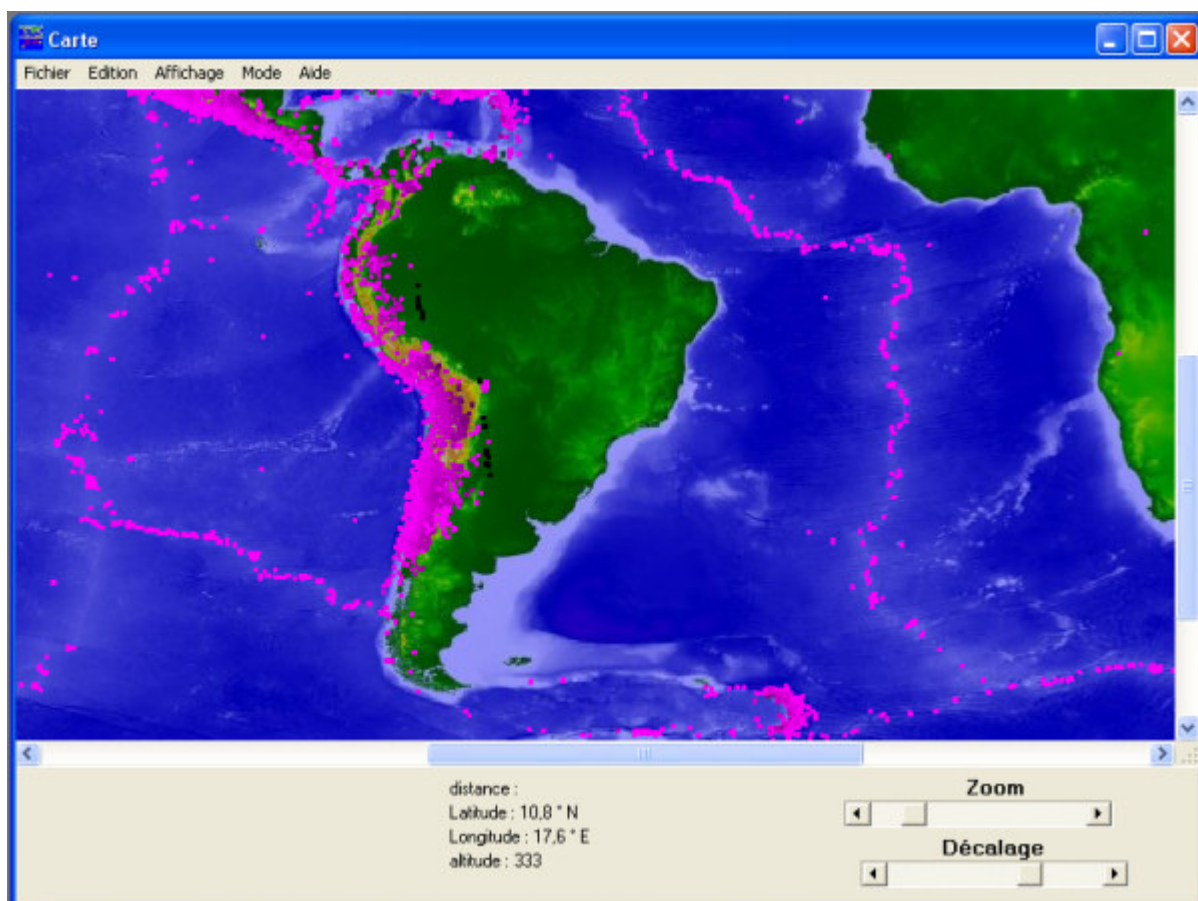 Carte
Fichier Edition Affichage Mode Aide
distance :
Latitude : 10,8 ° N
Longitude : 17,6 ° E
altitude : 333
Zoom
Décalage